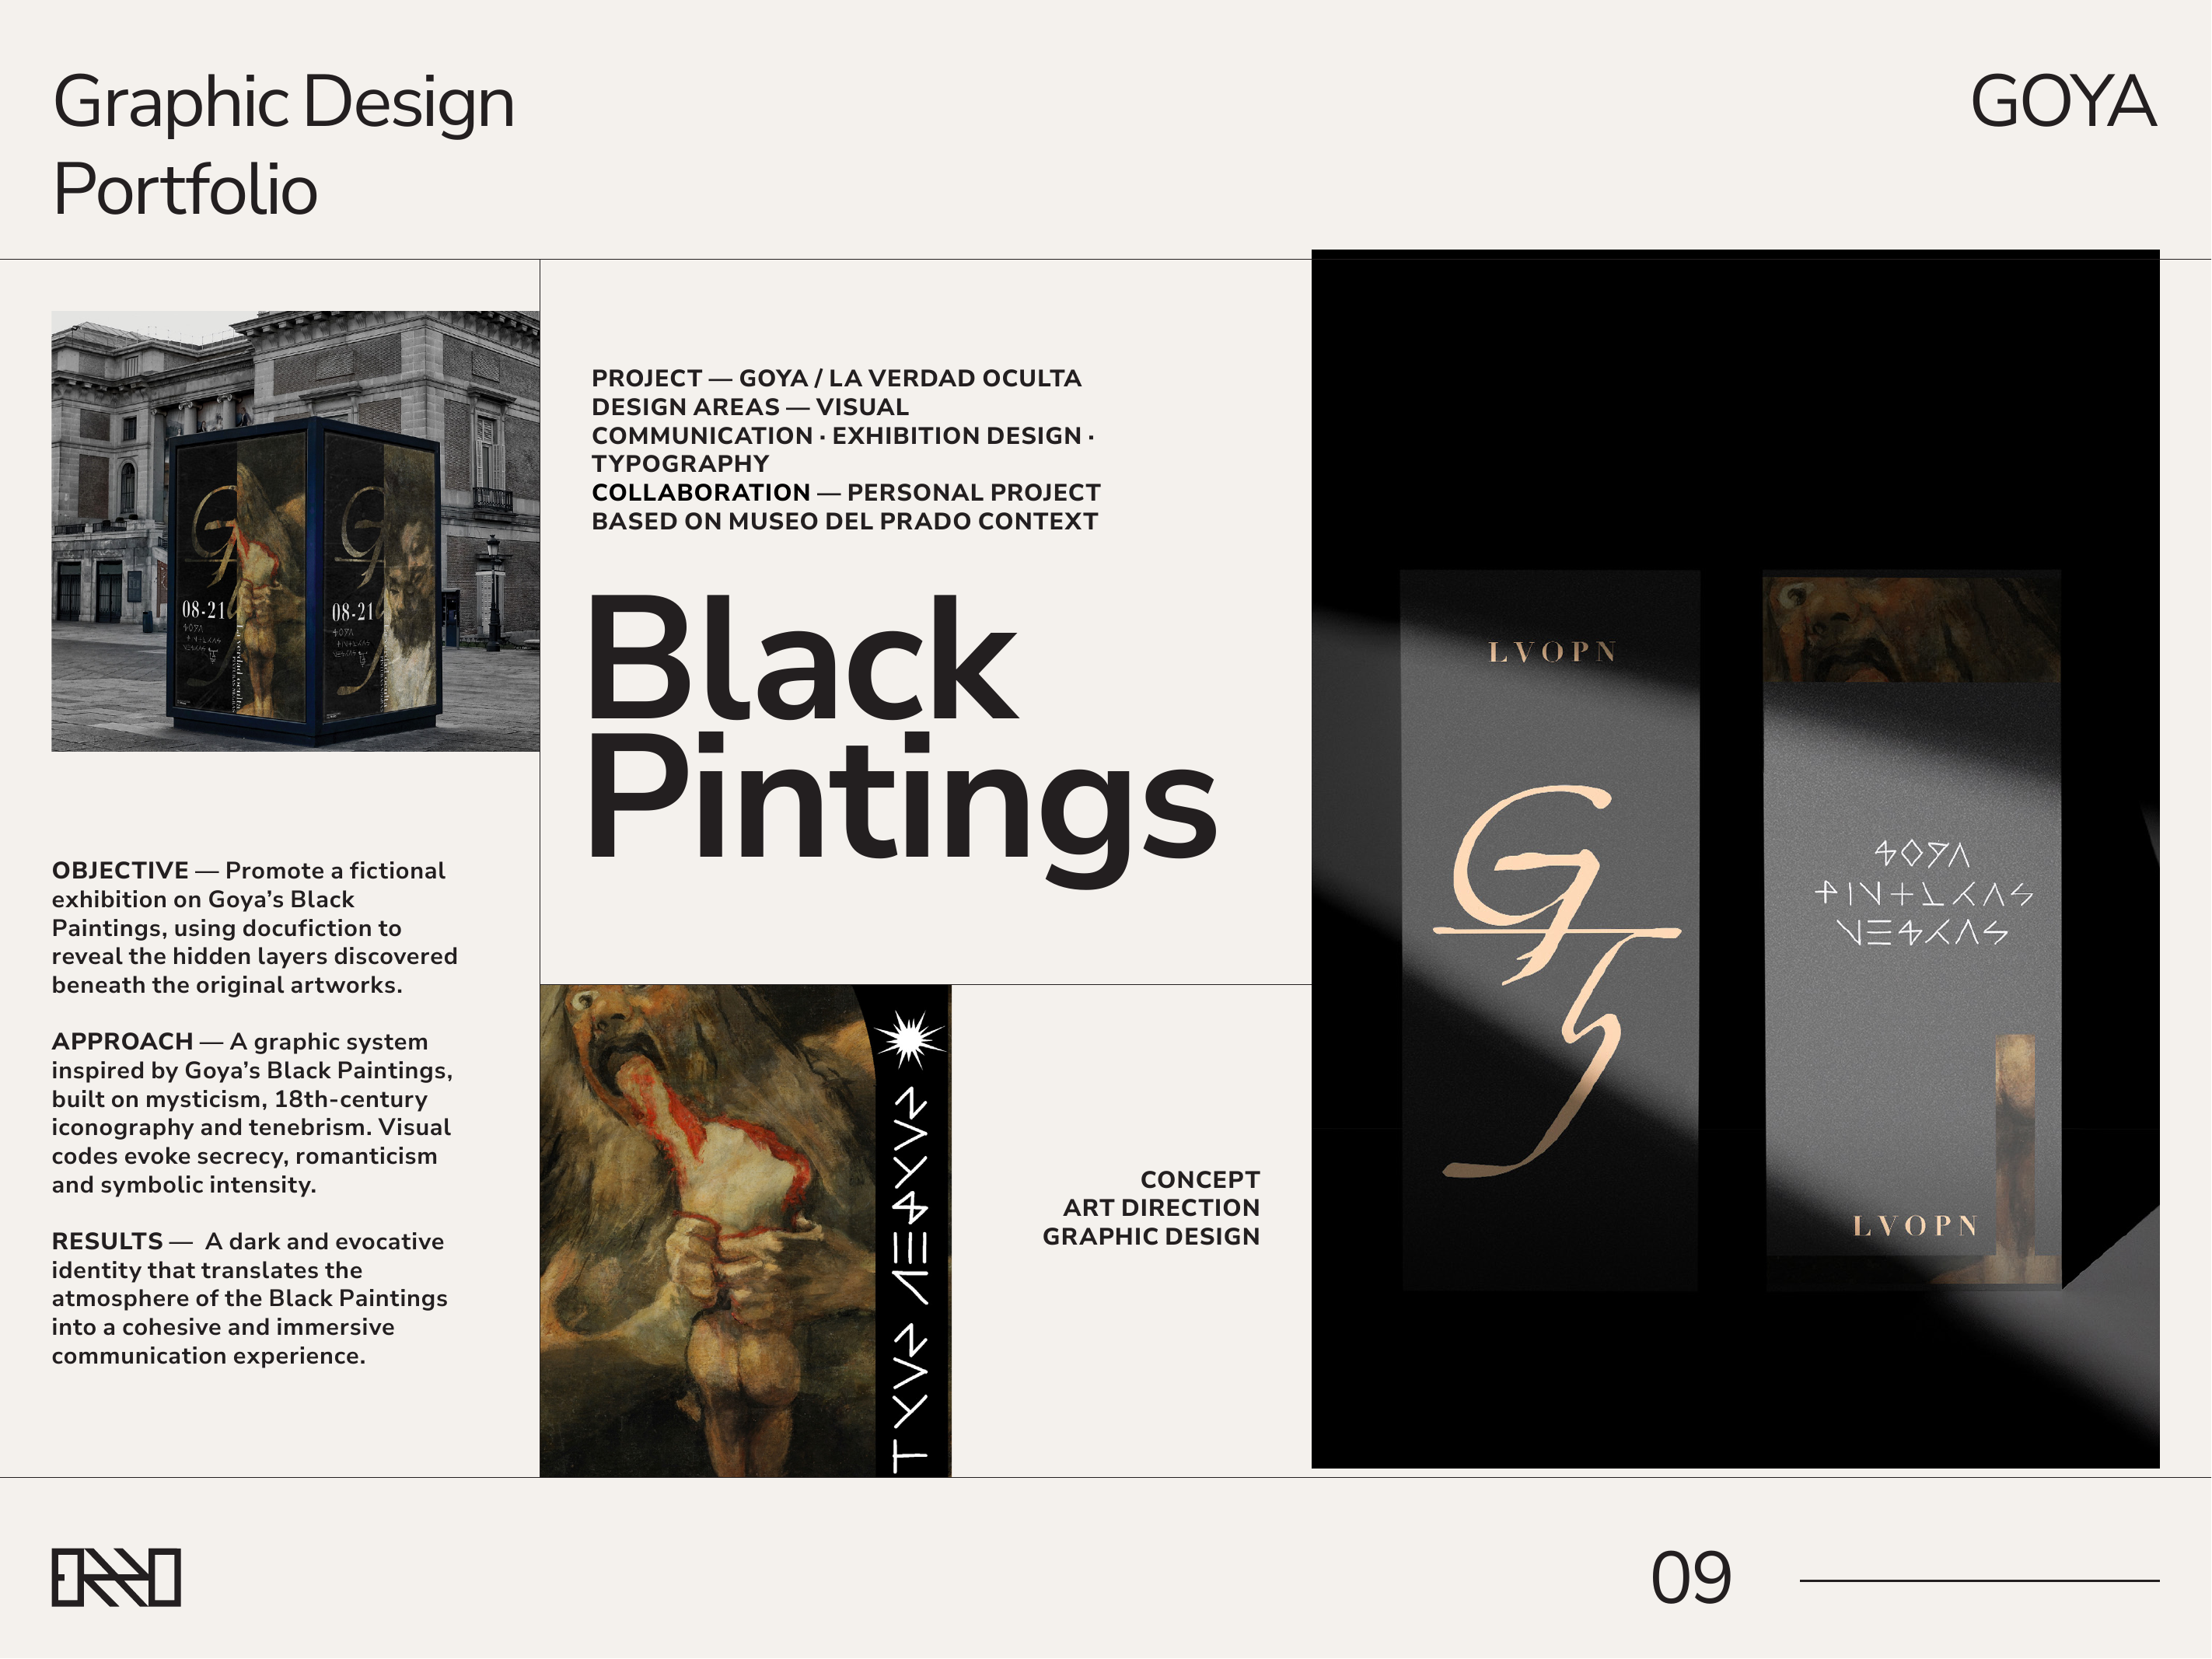 Graphic Design
Portfolio
GOYA
PROJECT — GOYA / LA VERDAD OCULTA
DESIGN AREAS — VISUAL
COMMUNICATION · EXHIBITION DESIGN ·
TYPOGRAPHY
COLLABORATION — PERSONAL PROJECT
BASED ON MUSEO DEL PRADO CONTEXT
Black
Pintings
08-21
08-21
OBJECTIVE — Promote a fictional
exhibition on Goya’s Black
Paintings, using docufiction to
reveal the hidden layers discovered
beneath the original artworks.
APPROACH — A graphic system
inspired by Goya’s Black Paintings,
built on mysticism, 18th-century
iconography and tenebrism. Visual
codes evoke secrecy, romanticism
and symbolic intensity.
RESULTS — A dark and evocative
identity that translates the
atmosphere of the Black Paintings
into a cohesive and immersive
communication experience.
CONCEPT
ART DIRECTION
GRAPHIC DESIGN
LVOPN
G
GOYA
PINTURAS
NEGRAS
LVOPN
09